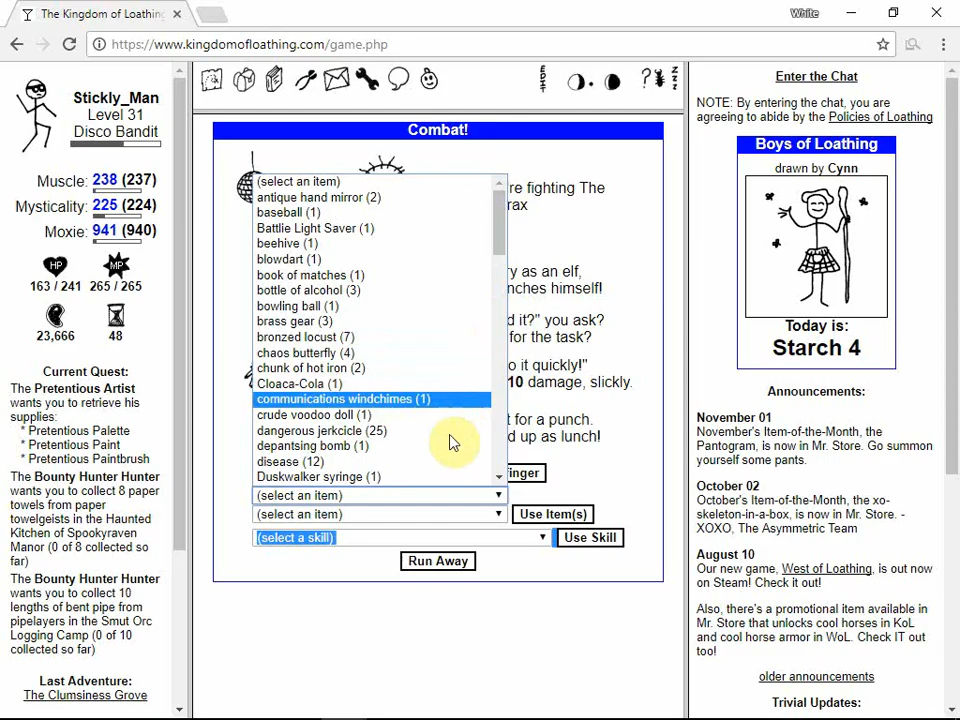 The Kingdom of Loathing
White
https://www.kingdomofloathing.com/game.php
Stickly_Man
Level 31
Disco Bandit
Muscle: 238 (237)
Mysticality: 225 (224)
Moxie: 941 (940)
HP
MP
163 / 241
265 / 265
23,666
48
Current Quest:
The Pretentious Artist
wants you to retrieve his
supplies:
* Pretentious Palette
* Pretentious Paint
* Pretentious Paintbrush
The Bounty Hunter Hunter
wants you to collect 8 paper
towels from paper
towelgeists in the Haunted
Kitchen of Spookyraven
Manor (0 of 8 collected so
far)
The Bounty Hunter Hunter
wants you to collect 10
lengths of bent pipe from
pipelayers in the Smut Orc
Logging Camp (0 of 10
collected so far)
Last Adventure:
The Clumsiness Grove
EDIT
?
ZZZ
Combat!
re fighting The
rax
ry as an elf,
nches himself!
d it?" you ask?
for the task?
o it quickly!"
10 damage, slickly.
t for a punch.
d up as lunch!
finger
(select an item)
antique hand mirror (2)
baseball (1)
Battlie Light Saver (1)
beehive (1)
blowdart (1)
book of matches (1)
bottle of alcohol (3)
bowling ball (1)
brass gear (3)
bronzed locust (7)
chaos butterfly (4)
chunk of hot iron (2)
Cloaca-Cola (1)
communications windchimes (1)
crude voodoo doll (1)
dangerous jerkcicle (25)
depantsing bomb (1)
disease (12)
Duskwalker syringe (1)
(select an item)
(select an item)
Use Item(s)
(select a skill)
Use Skill
Run Away
Enter the Chat
NOTE: By entering the chat, you are
agreeing to abide by the Policies of Loathing
Boys of Loathing
drawn by Cynn
Today is:
Starch 4
Announcements:
November 01
November's Item-of-the-Month, the
Pantogram, is now in Mr. Store. Go summon
yourself some pants.
October 02
October's Item-of-the-Month, the xo-
skeleton-in-a-box, is now in Mr. Store. -
XOXO, The Asymmetric Team
August 10
Our new game, West of Loathing, is out now
on Steam! Check it out!
Also, there's a promotional item available in
Mr. Store that unlocks cool horses in KoL
and cool horse armor in WoL. Check IT out
too!
older announcements
Trivial Updates: